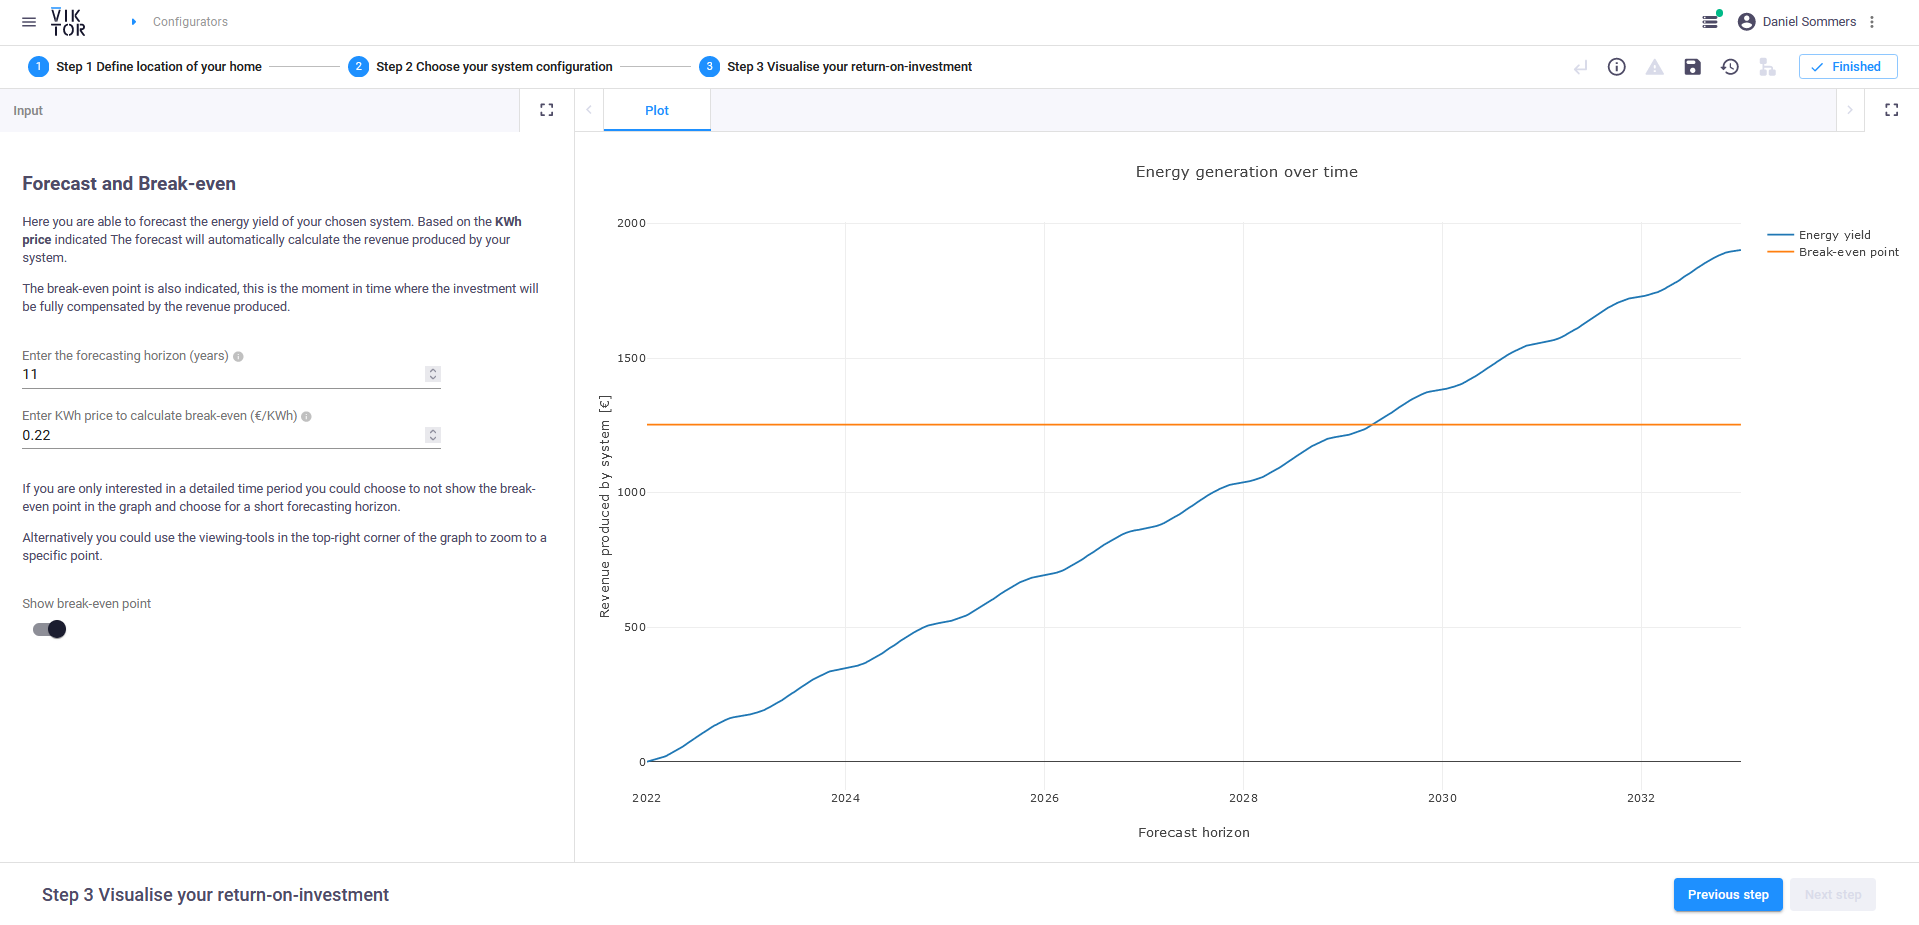 VIKTOR
Configurators
Daniel Sommers
1 Step 1 Define location of your home
2 Step 2 Choose your system configuration
3 Step 3 Visualise your return-on-investment
Finished
Input
Plot
Forecast and Break-even
Here you are able to forecast the energy yield of your chosen system. Based on the KWh
price indicated The forecast will automatically calculate the revenue produced by your
system.
The break-even point is also indicated, this is the moment in time where the investment will
be fully compensated by the revenue produced.
Enter the forecasting horizon (years)
11
Enter KWh price to calculate break-even (€/KWh)
0.22
If you are only interested in a detailed time period you could choose to not show the break-
even point in the graph and choose for a short forecasting horizon.
Alternatively you could use the viewing-tools in the top-right corner of the graph to zoom to a
specific point.
Show break-even point
Energy generation over time
2000
1500
1000
500
0
Revenue produced by system [€]
2022
2024
2026
2028
2030
2032
Forecast horizon
Energy yield
Break-even point
Step 3 Visualise your return-on-investment
Previous step
Next step